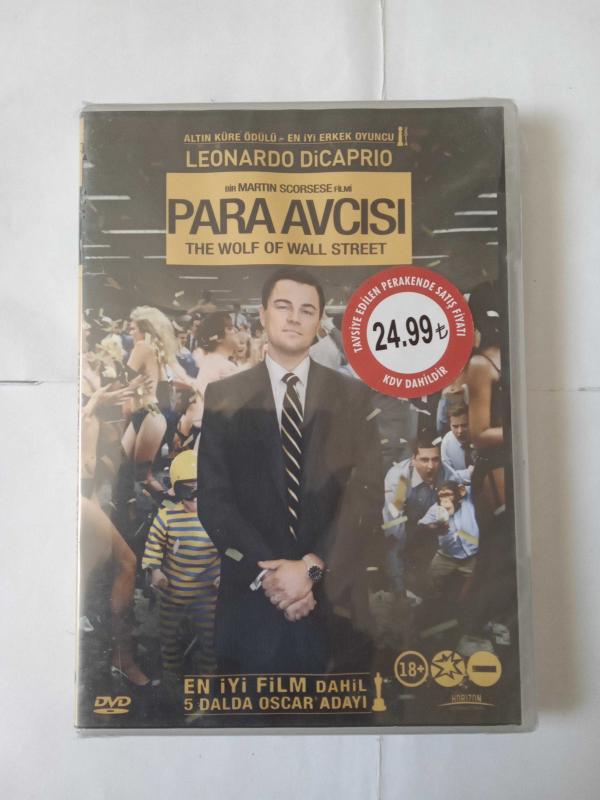 ALTIN KÜRE ÖDÜLÜ - EN İYİ ERKEK OYUNCU
LEONARDO DiCAPRIO
BİR MARTIN SCORSESE FİLMİ
PARA AVCISI
THE WOLF OF WALL STREET
TAVSİYE EDİLEN PERAKENDE SATIŞ FİYATI
24.99₺
KDV DAHİLDİR
EN İYİ FİLM DAHİL
5 DALDA OSCAR ADAYI
18+
DVD
HORIZON